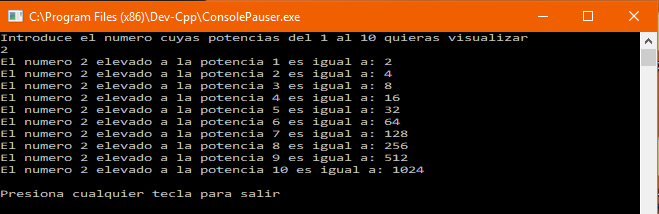 C:\Program Files (x86)\Dev-Cpp\ConsolePauser.exe
Introduce el numero cuyas potencias del 1 al 10 quieras visualizar
2
El numero 2 elevado a la potencia 1 es igual a: 2
El numero 2 elevado a la potencia 2 es igual a: 4
El numero 2 elevado a la potencia 3 es igual a: 8
El numero 2 elevado a la potencia 4 es igual a: 16
El numero 2 elevado a la potencia 5 es igual a: 32
El numero 2 elevado a la potencia 6 es igual a: 64
El numero 2 elevado a la potencia 7 es igual a: 128
El numero 2 elevado a la potencia 8 es igual a: 256
El numero 2 elevado a la potencia 9 es igual a: 512
El numero 2 elevado a la potencia 10 es igual a: 1024
Presiona cualquier tecla para salir